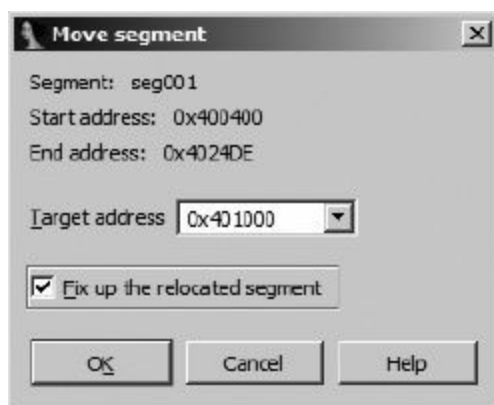 Move segment
Segment: seg001
Start address: 0x400400
End address: 0x4024DE
Target address 0x401000
Fix up the relocated segment
OK Cancel Help